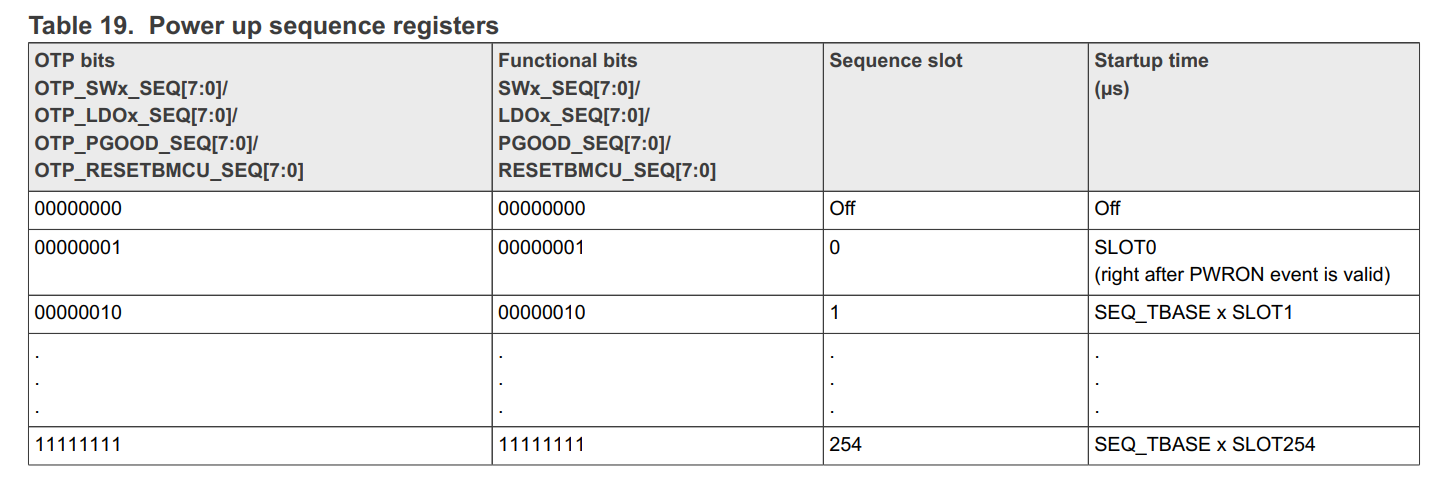 Table 19. Power up sequence registers
OTP bits
OTP_SWx_SEQ[7:0]/
OTP_LDOx_SEQ[7:0]/
OTP_PGOOD_SEQ[7:0]/
OTP_RESETBMCU_SEQ[7:0]
Functional bits
SWx_SEQ[7:0]/
LDOx_SEQ[7:0]/
PGOOD_SEQ[7:0]/
RESETBMCU_SEQ[7:0]
Sequence slot
Startup time
(µs)
00000000 00000000 Off Off
00000001 00000001 0 SLOT0
(right after PWRON event is valid)
00000010 00000010 1 SEQ_TBASE x SLOT1
. . . .
. . . .
. . . .
11111111 11111111 254 SEQ_TBASE x SLOT254